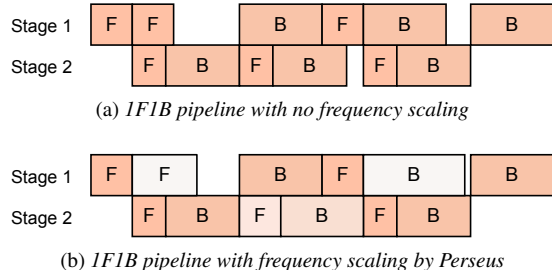 Stage 1 F F B F B B
Stage 2 F B F B F B
(a) 1F1B pipeline with no frequency scaling
Stage 1 F F B F B B
Stage 2 F B F B F B
(b) 1F1B pipeline with frequency scaling by Perseus